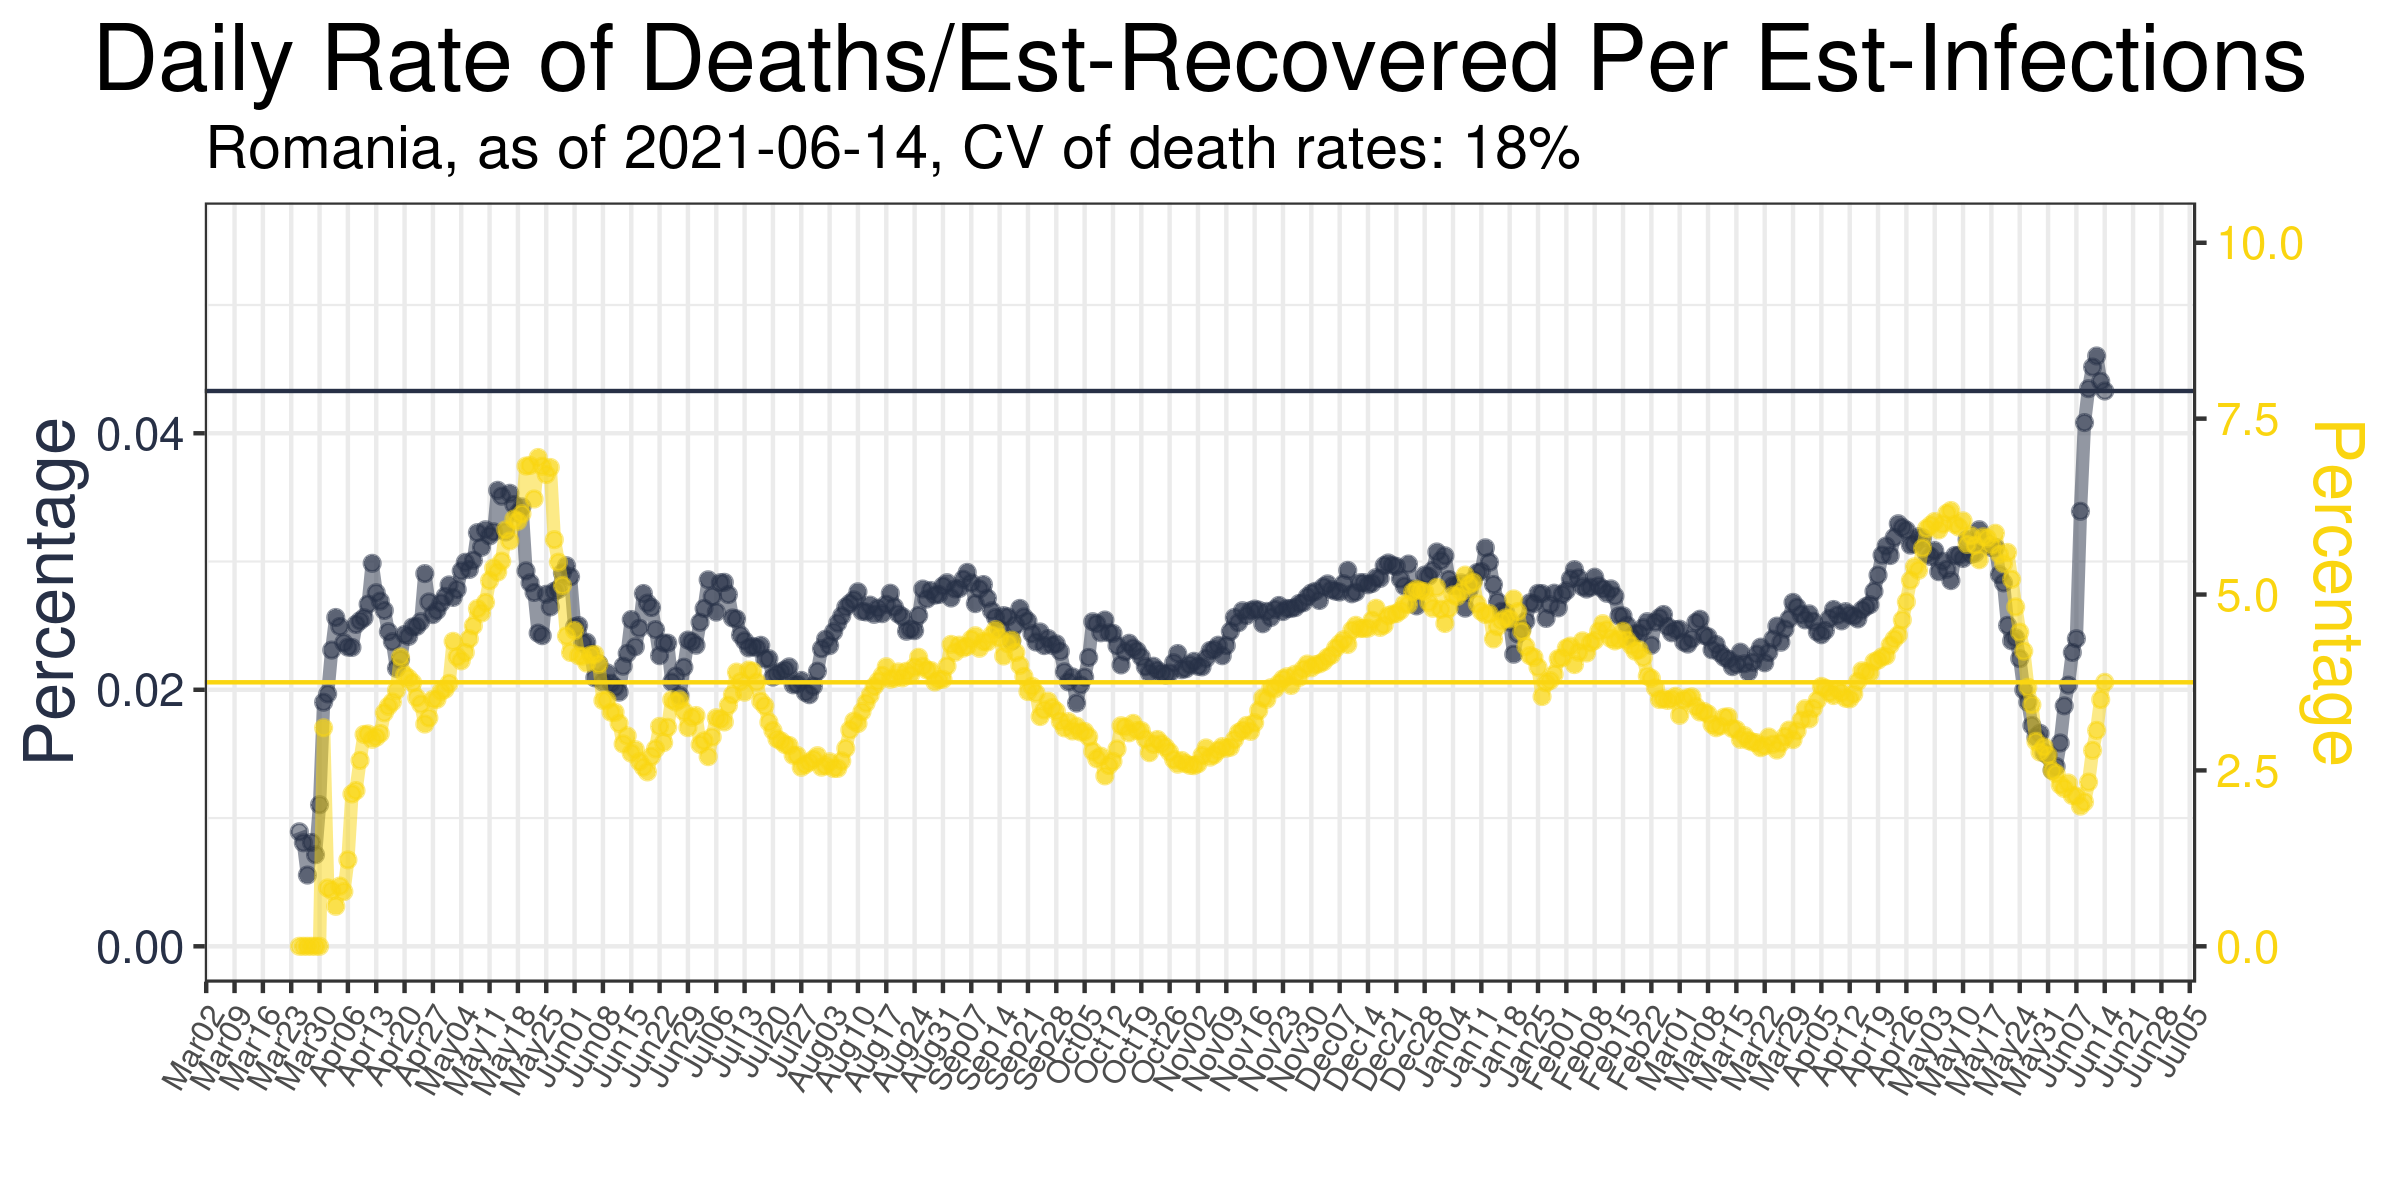 Daily Rate of Deaths/Est-Recovered Per Est-Infections
Romania, as of 2021-06-14, CV of death rates: 18%
Percentage
0.04
0.02
0.00
10.0
7.5
5.0
2.5
0.0
Percentage
Mar02
Mar09
Mar16
Mar23
Mar30
Apr06
Apr13
Apr20
Apr27
May04
May11
May18
May25
Jun01
Jun08
Jun15
Jun22
Jun29
Jul06
Jul13
Jul20
Jul27
Aug03
Aug10
Aug17
Aug24
Aug31
Sep07
Sep14
Sep21
Sep28
Oct05
Oct12
Oct19
Oct26
Nov02
Nov09
Nov16
Nov23
Nov30
Dec07
Dec14
Dec21
Dec28
Jan04
Jan11
Jan18
Jan25
Feb01
Feb08
Feb15
Feb22
Mar01
Mar08
Mar15
Mar22
Mar29
Apr05
Apr12
Apr19
Apr26
May03
May10
May17
May24
May31
Jun07
Jun14
Jun21
Jun28
Jul05